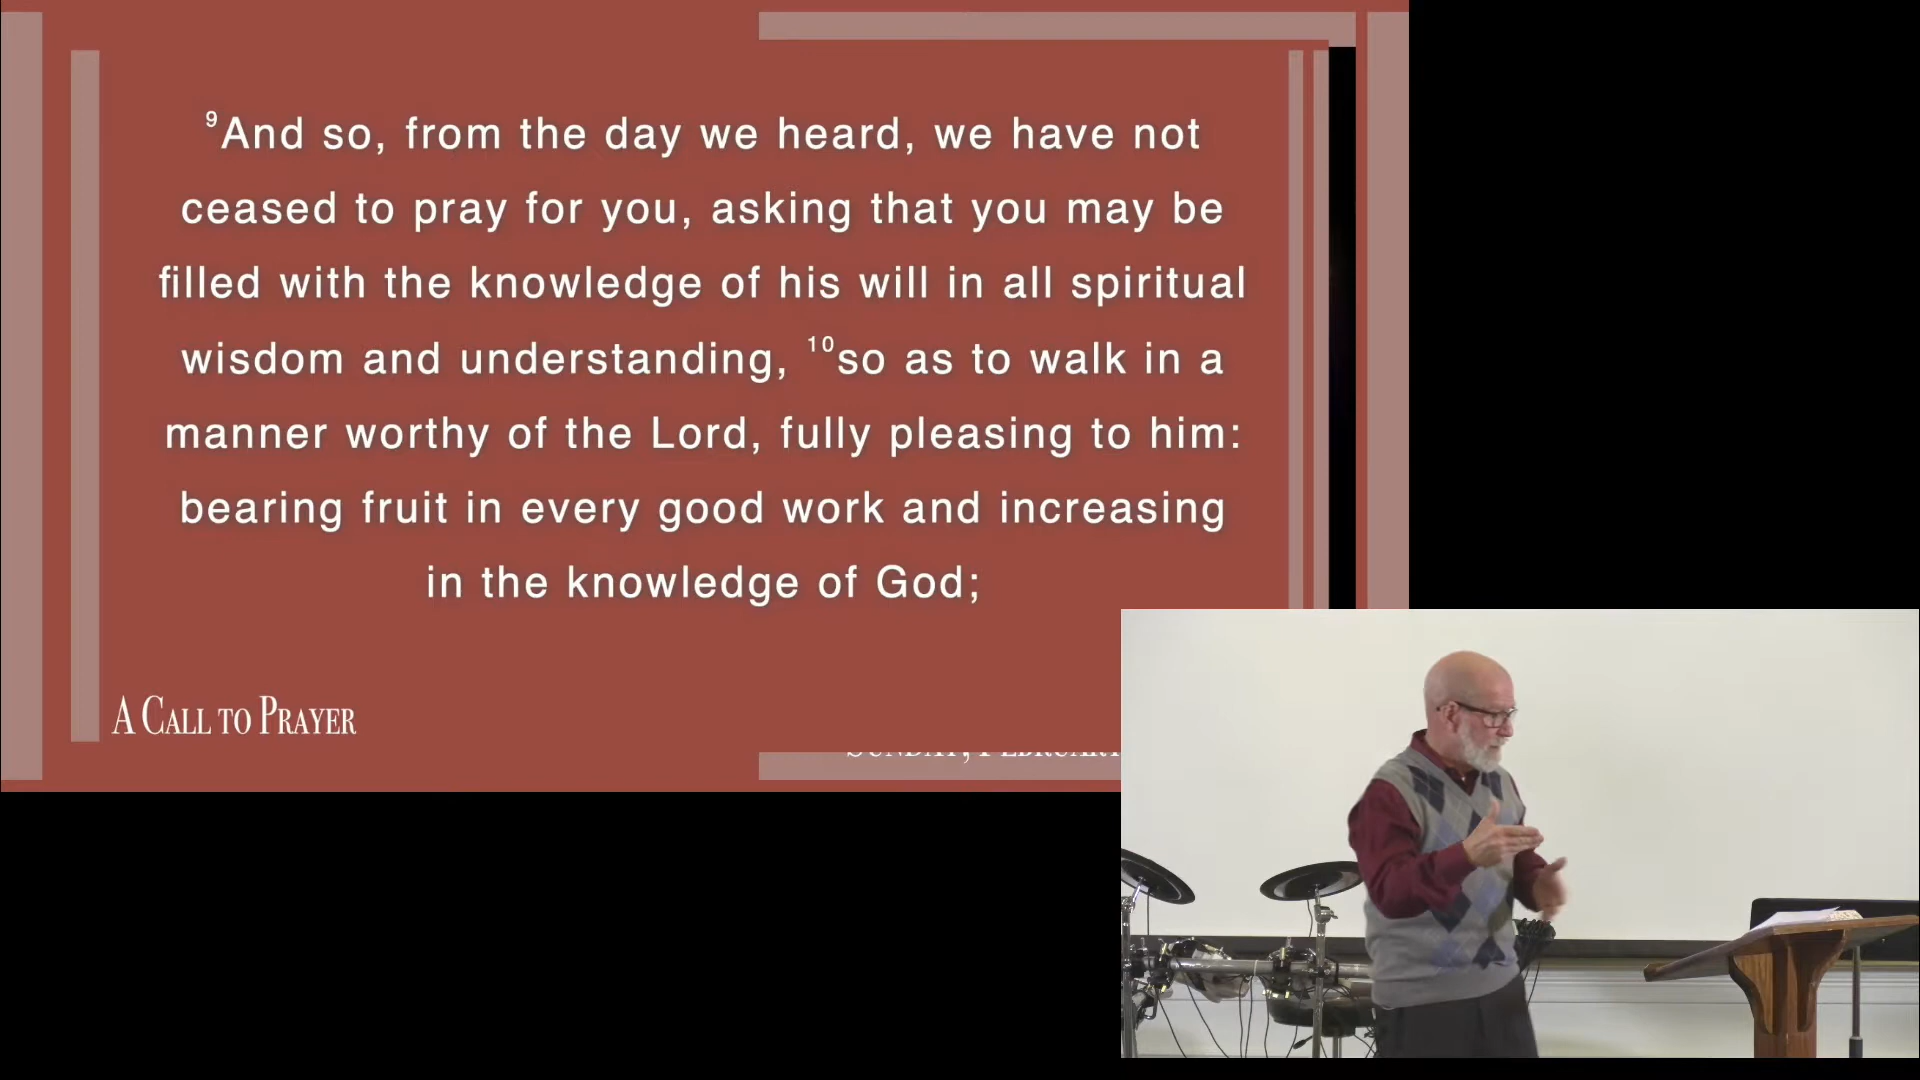 ⁹And so, from the day we heard, we have not
ceased to pray for you, asking that you may be
filled with the knowledge of his will in all spiritual
wisdom and understanding, ¹⁰so as to walk in a
manner worthy of the Lord, fully pleasing to him:
bearing fruit in every good work and increasing
in the knowledge of God;
A CALL TO PRAYER
SUNDAY,